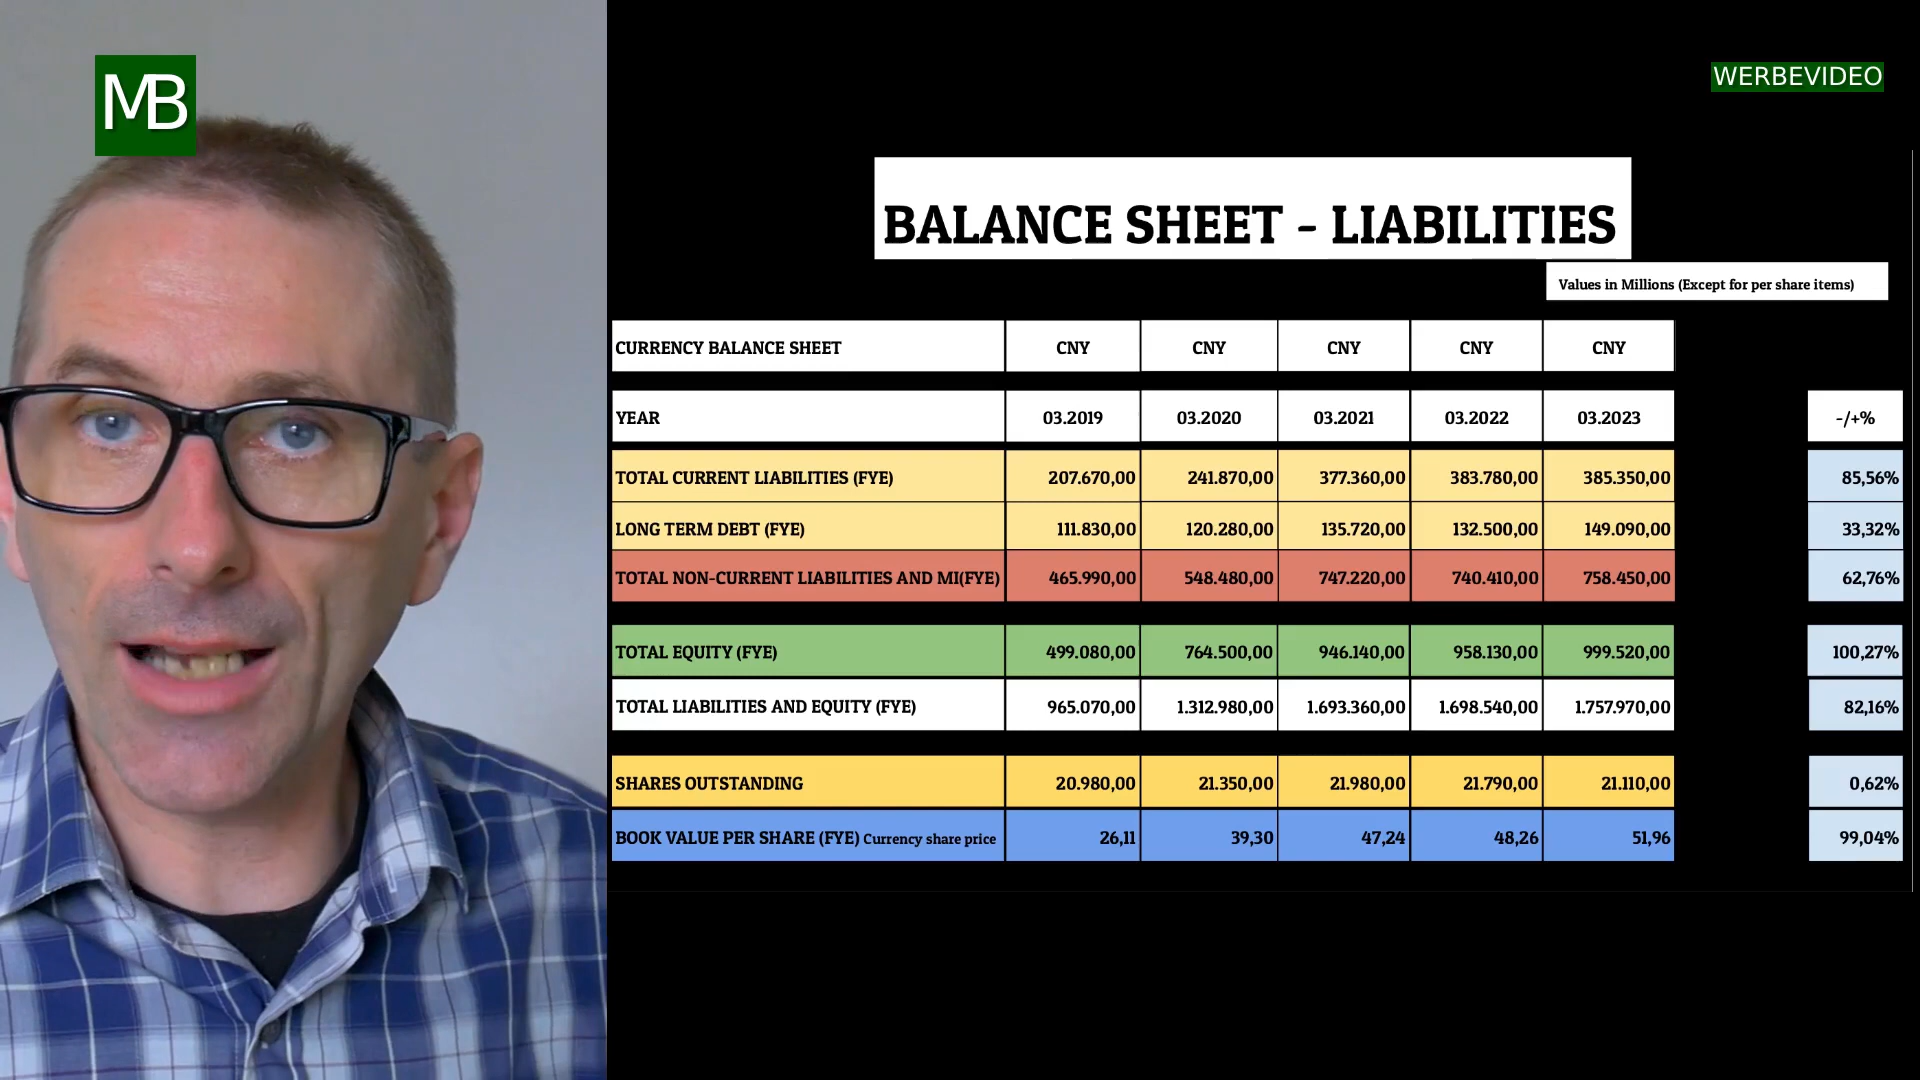 MB
WERBEVIDEO
BALANCE SHEET - LIABILITIES
Values in Millions (Except for per share items)
CURRENCY BALANCE SHEET CNY CNY CNY CNY CNY
YEAR 03.2019 03.2020 03.2021 03.2022 03.2023 -/+%
TOTAL CURRENT LIABILITIES (FYE) 207.670,00 241.870,00 377.360,00 383.780,00 385.350,00 85,56%
LONG TERM DEBT (FYE) 111.830,00 120.280,00 135.720,00 132.500,00 149.090,00 33,32%
TOTAL NON-CURRENT LIABILITIES AND MI(FYE) 465.990,00 548.480,00 747.220,00 740.410,00 758.450,00 62,76%
TOTAL EQUITY (FYE) 499.080,00 764.500,00 946.140,00 958.130,00 999.520,00 100,27%
TOTAL LIABILITIES AND EQUITY (FYE) 965.070,00 1.312.980,00 1.693.360,00 1.698.540,00 1.757.970,00 82,16%
SHARES OUTSTANDING 20.980,00 21.350,00 21.980,00 21.790,00 21.110,00 0,62%
BOOK VALUE PER SHARE (FYE) Currency share price 26,11 39,30 47,24 48,26 51,96 99,04%